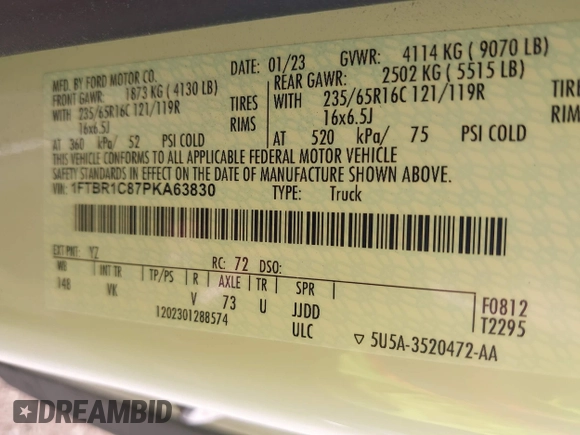 MFD. BY FORD MOTOR CO.
DATE: 01/23 GVWR: 4114 KG ( 9070 LB)
FRONT GAWR: 1873 KG ( 4130 LB)
REAR GAWR: 2502 KG ( 5515 LB)
WITH 235/65R16C 121/119R TIRES
WITH 235/65R16C 121/119R
16x6.5J RIMS
16x6.5J
AT 360 kPa/ 52 PSI COLD
AT 520 kPa/ 75 PSI COLD
THIS VEHICLE CONFORMS TO ALL APPLICABLE FEDERAL MOTOR VEHICLE
SAFETY STANDARDS IN EFFECT ON THE DATE OF MANUFACTURE SHOWN ABOVE.
VIN: 1FTBR1C87PKA63830 TYPE: Truck
EXT PNT: YZ RC: 72 DSO:
WB INT TR TP/PS R AXLE TR SPR
148 VK V 73 U JJDD
ULC
1202301288574
F0812
T2295
▽ 5U5A-3520472-AA
DREAMBID